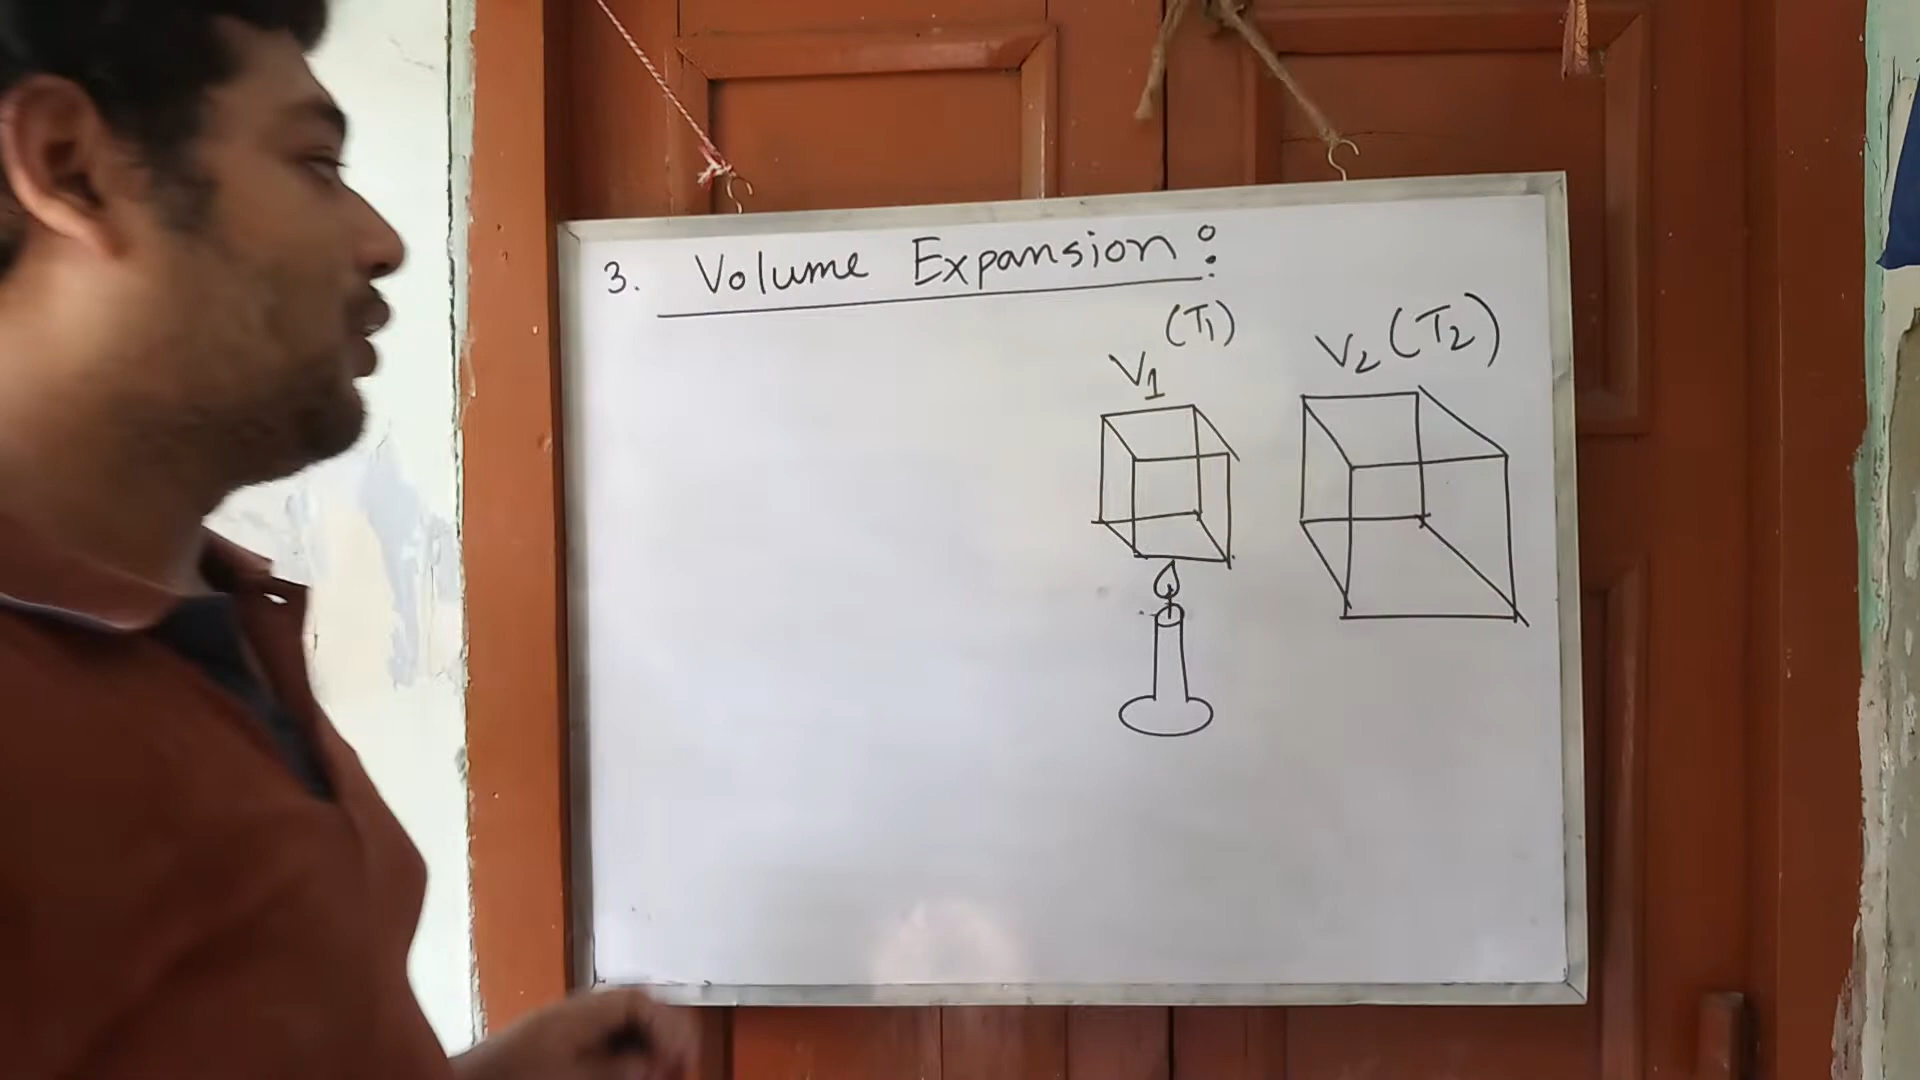 3. Volume Expansion:
V1 (T1)
V2 (T2)